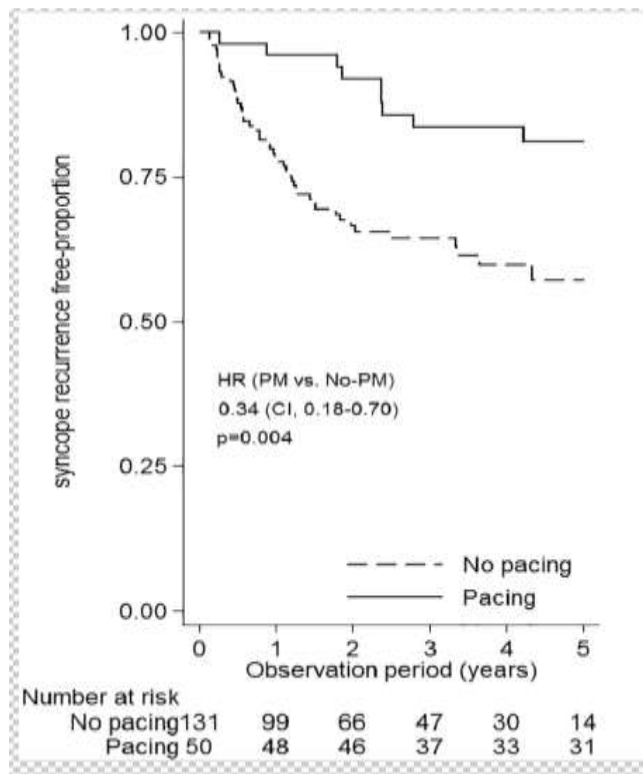 syncope recurrence free-proportion
1.00
0.75
0.50
0.25
0.00
HR (PM vs. No-PM)
0.34 (CI, 0.18-0.70)
p=0.004
No pacing
Pacing
0 1 2 3 4 5
Observation period (years)
Number at risk
No pacing 131 99 66 47 30 14
Pacing 50 48 46 37 33 31